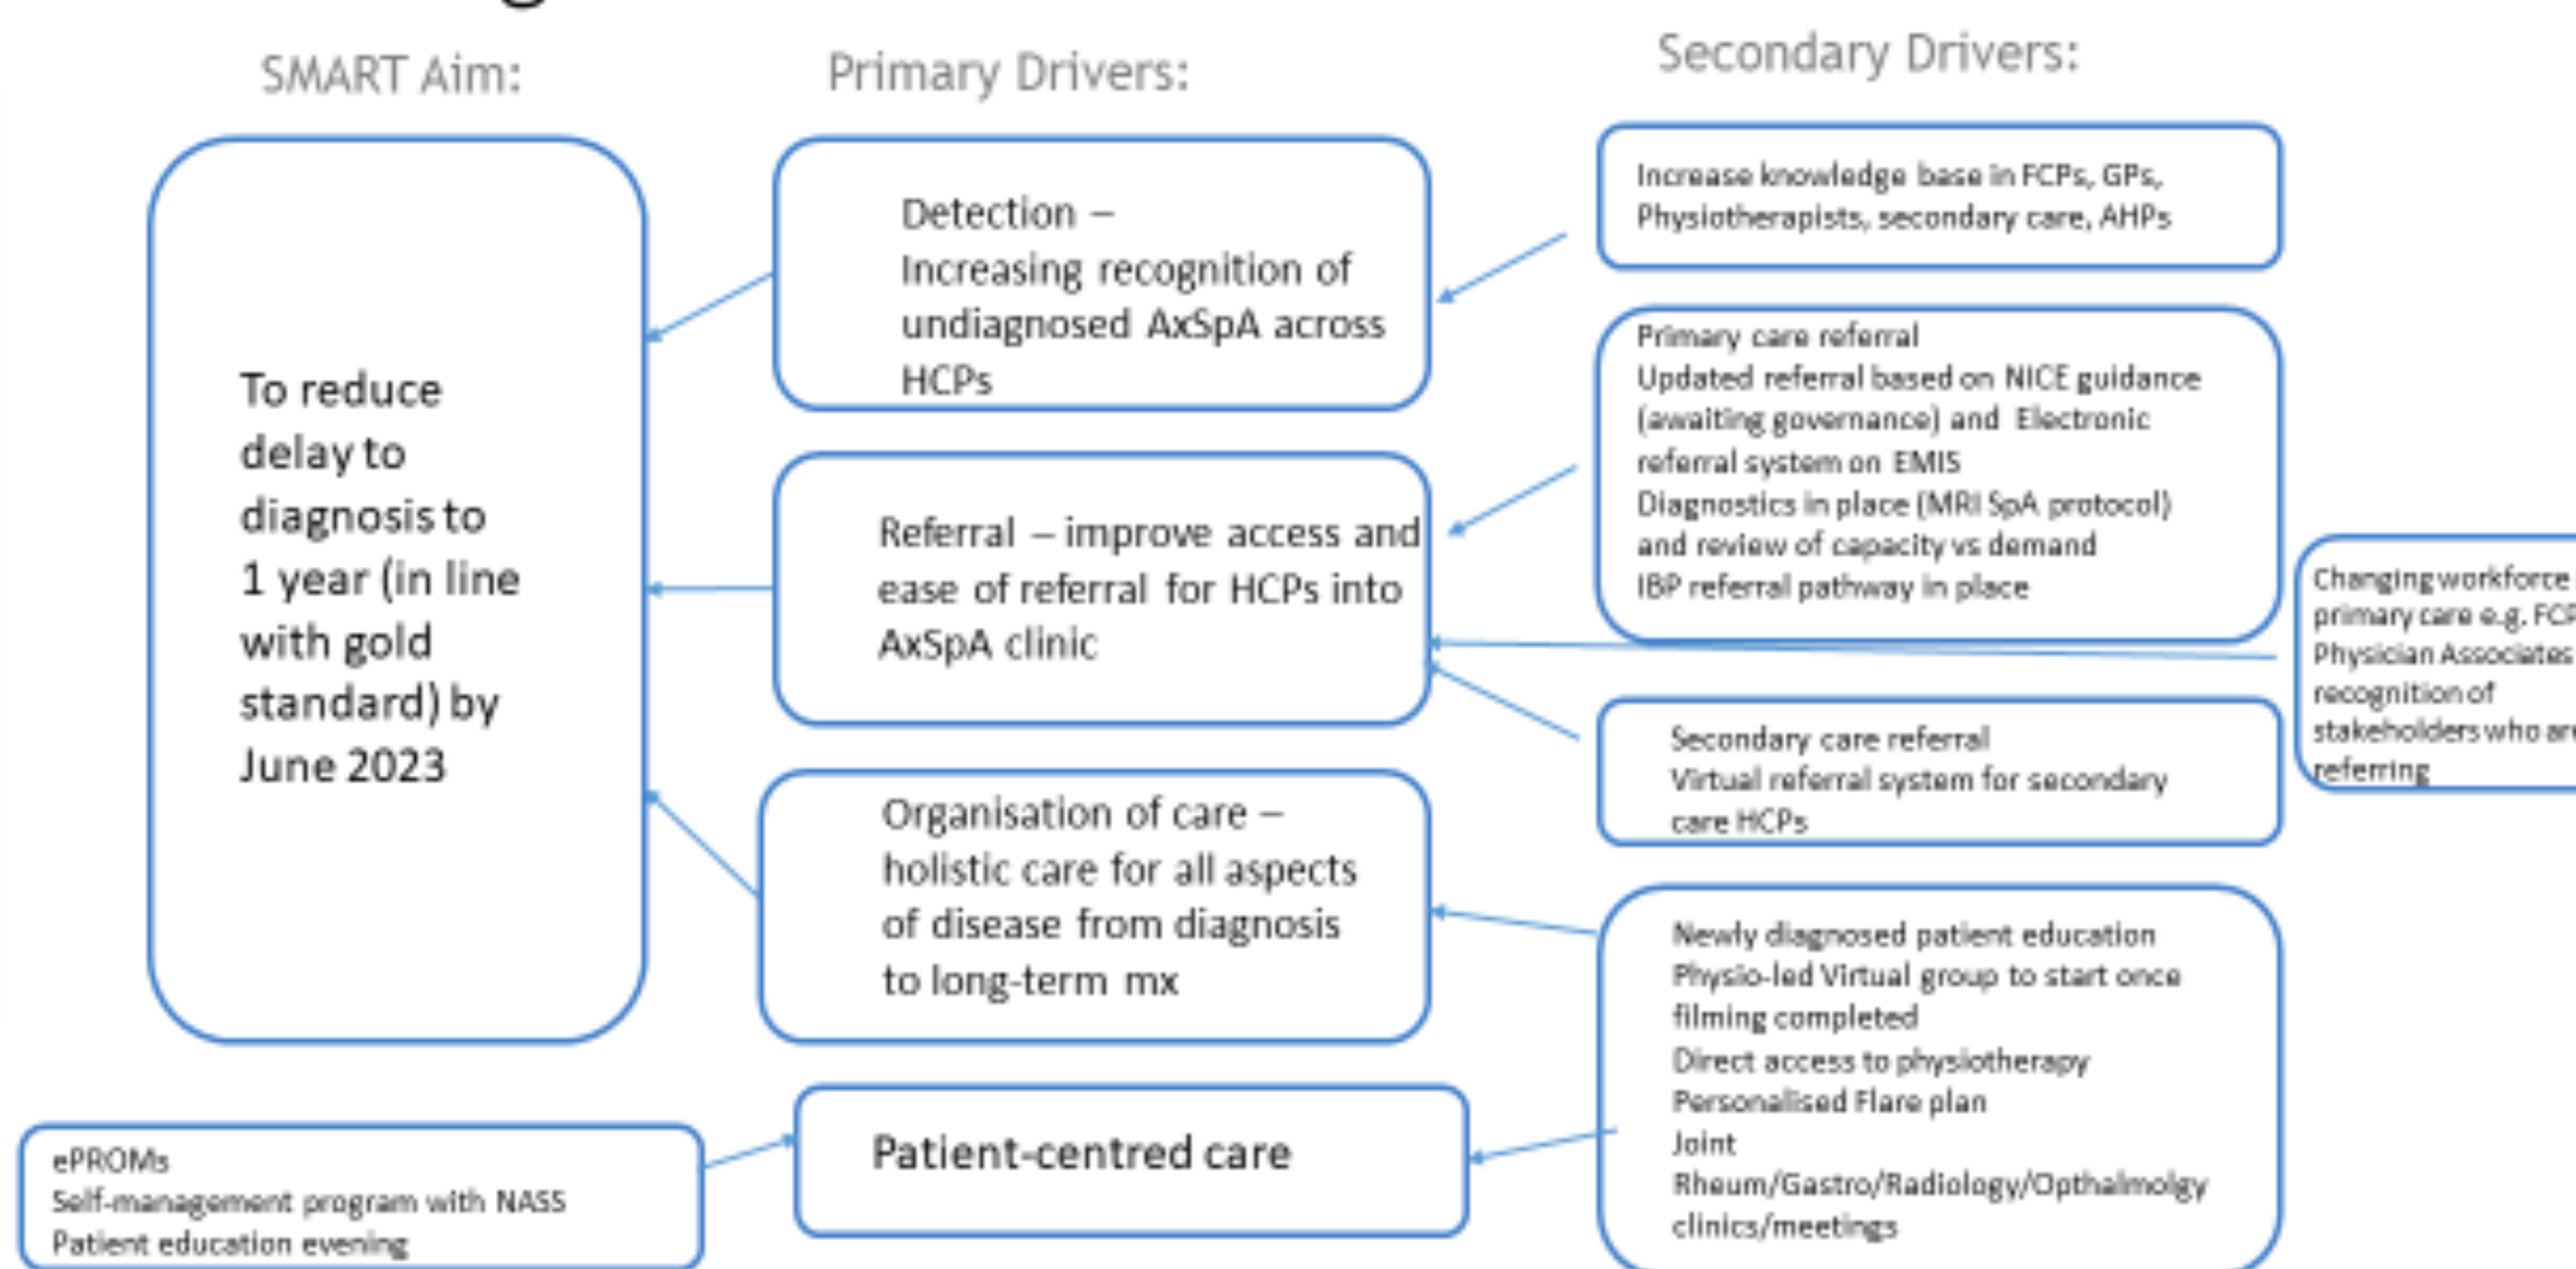 SMART Aim:
Primary Drivers:
Secondary Drivers:
To reduce
delay to
diagnosis to
1 year (in line
with gold
standard) by
June 2023
Detection –
Increasing recognition of
undiagnosed AxSpA across
HCPs
Referral – improve access and
ease of referral for HCPs into
AxSpA clinic
Organisation of care –
holistic care for all aspects
of disease from diagnosis
to long-term mx
Patient-centred care
Increase knowledge base in FCPs, GPs,
Physiotherapists, secondary care, AHPs
Primary care referral
Updated referral based on NICE guidance
(awaiting governance) and Electronic
referral system on EMIS
Diagnostics in place (MRI SpA protocol)
and review of capacity vs demand
IBP referral pathway in place
Changing workforce
primary care e.g. FCP
Physician Associates
recognition of
stakeholders who are
referring
Secondary care referral
Virtual referral system for secondary
care HCPs
Newly diagnosed patient education
Physio-led Virtual group to start once
filming completed
Direct access to physiotherapy
Personalised Flare plan
Joint
Rheum/Gastro/Radiology/Opthalmolgy
clinics/meetings
ePROMs
Self-management program with NASS
Patient education evening